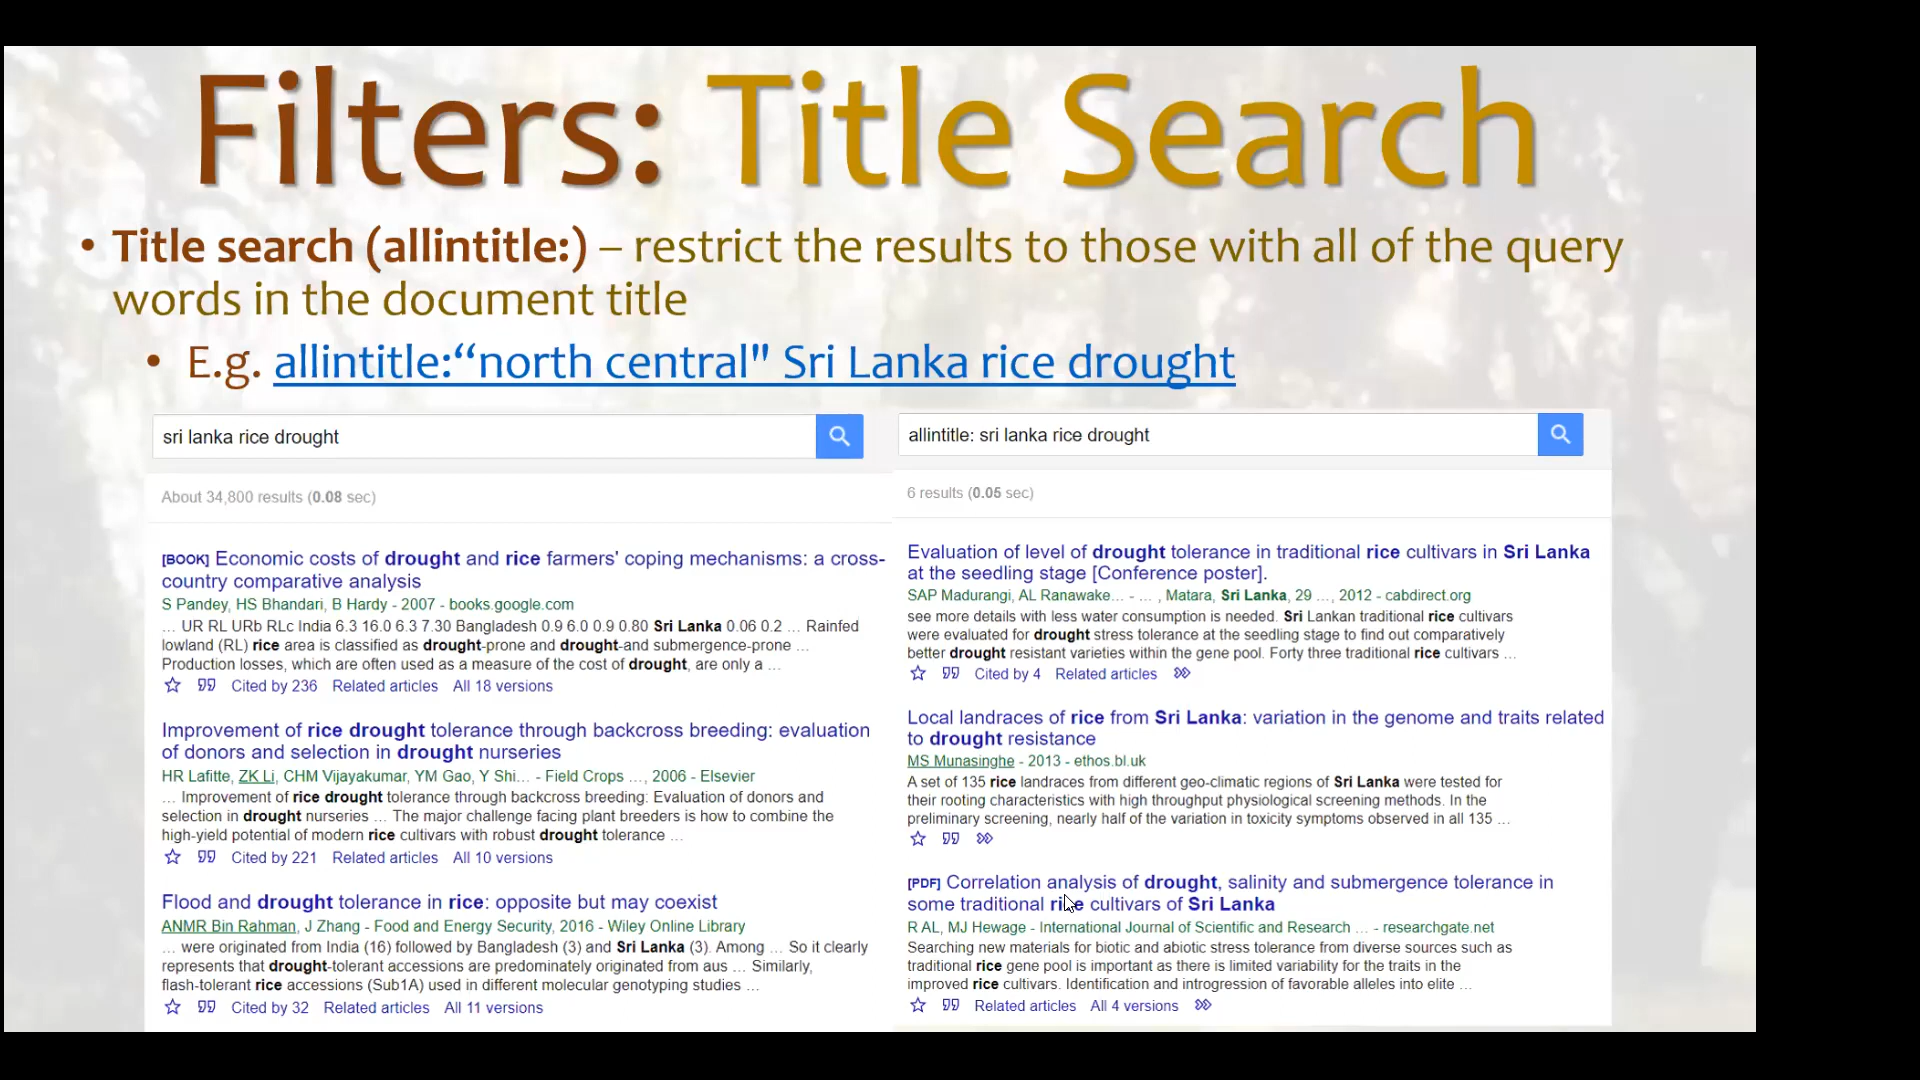 Filters: Title Search
• Title search (allintitle:) – restrict the results to those with all of the query
words in the document title
• E.g. allintitle:“north central" Sri Lanka rice drought
sri lanka rice drought
About 34,800 results (0.08 sec)
[BOOK] Economic costs of drought and rice farmers' coping mechanisms: a cross-
country comparative analysis
S Pandey, HS Bhandari, B Hardy - 2007 - books.google.com
... UR RL URb RLc India 6.3 16.0 6.3 7.30 Bangladesh 0.9 6.0 0.9 0.80 Sri Lanka 0.06 0.2 ... Rainfed
lowland (RL) rice area is classified as drought-prone and drought-and submergence-prone ...
Production losses, which are often used as a measure of the cost of drought, are only a ...
Cited by 236 Related articles All 18 versions
Improvement of rice drought tolerance through backcross breeding: evaluation
of donors and selection in drought nurseries
HR Lafitte, ZK Li, CHM Vijayakumar, YM Gao, Y Shi... - Field Crops ..., 2006 - Elsevier
... Improvement of rice drought tolerance through backcross breeding: Evaluation of donors and
selection in drought nurseries ... The major challenge facing plant breeders is how to combine the
high-yield potential of modern rice cultivars with robust drought tolerance ...
Cited by 221 Related articles All 10 versions
Flood and drought tolerance in rice: opposite but may coexist
ANMR Bin Rahman, J Zhang - Food and Energy Security, 2016 - Wiley Online Library
... were originated from India (16) followed by Bangladesh (3) and Sri Lanka (3). Among ... So it clearly
represents that drought-tolerant accessions are predominately originated from aus ... Similarly,
flash-tolerant rice accessions (Sub1A) used in different molecular genotyping studies ...
Cited by 32 Related articles All 11 versions
allintitle: sri lanka rice drought
6 results (0.05 sec)
Evaluation of level of drought tolerance in traditional rice cultivars in Sri Lanka
at the seedling stage [Conference poster].
SAP Madurangi, AL Ranawake... - ... , Matara, Sri Lanka, 29 ..., 2012 - cabdirect.org
see more details with less water consumption is needed. Sri Lankan traditional rice cultivars
were evaluated for drought stress tolerance at the seedling stage to find out comparatively
better drought resistant varieties within the gene pool. Forty three traditional rice cultivars ...
Cited by 4 Related articles
Local landraces of rice from Sri Lanka: variation in the genome and traits related
to drought resistance
MS Munasinghe - 2013 - ethos.bl.uk
A set of 135 rice landraces from different geo-climatic regions of Sri Lanka were tested for
their rooting characteristics with high throughput physiological screening methods. In the
preliminary screening, nearly half of the variation in toxicity symptoms observed in all 135 ...
[PDF] Correlation analysis of drought, salinity and submergence tolerance in
some traditional rice cultivars of Sri Lanka
R AL, MJ Hewage - International Journal of Scientific and Research ... - researchgate.net
Searching new materials for biotic and abiotic stress tolerance from diverse sources such as
traditional rice gene pool is important as there is limited variability for the traits in the
improved rice cultivars. Identification and introgression of favorable alleles into elite ...
Related articles All 4 versions